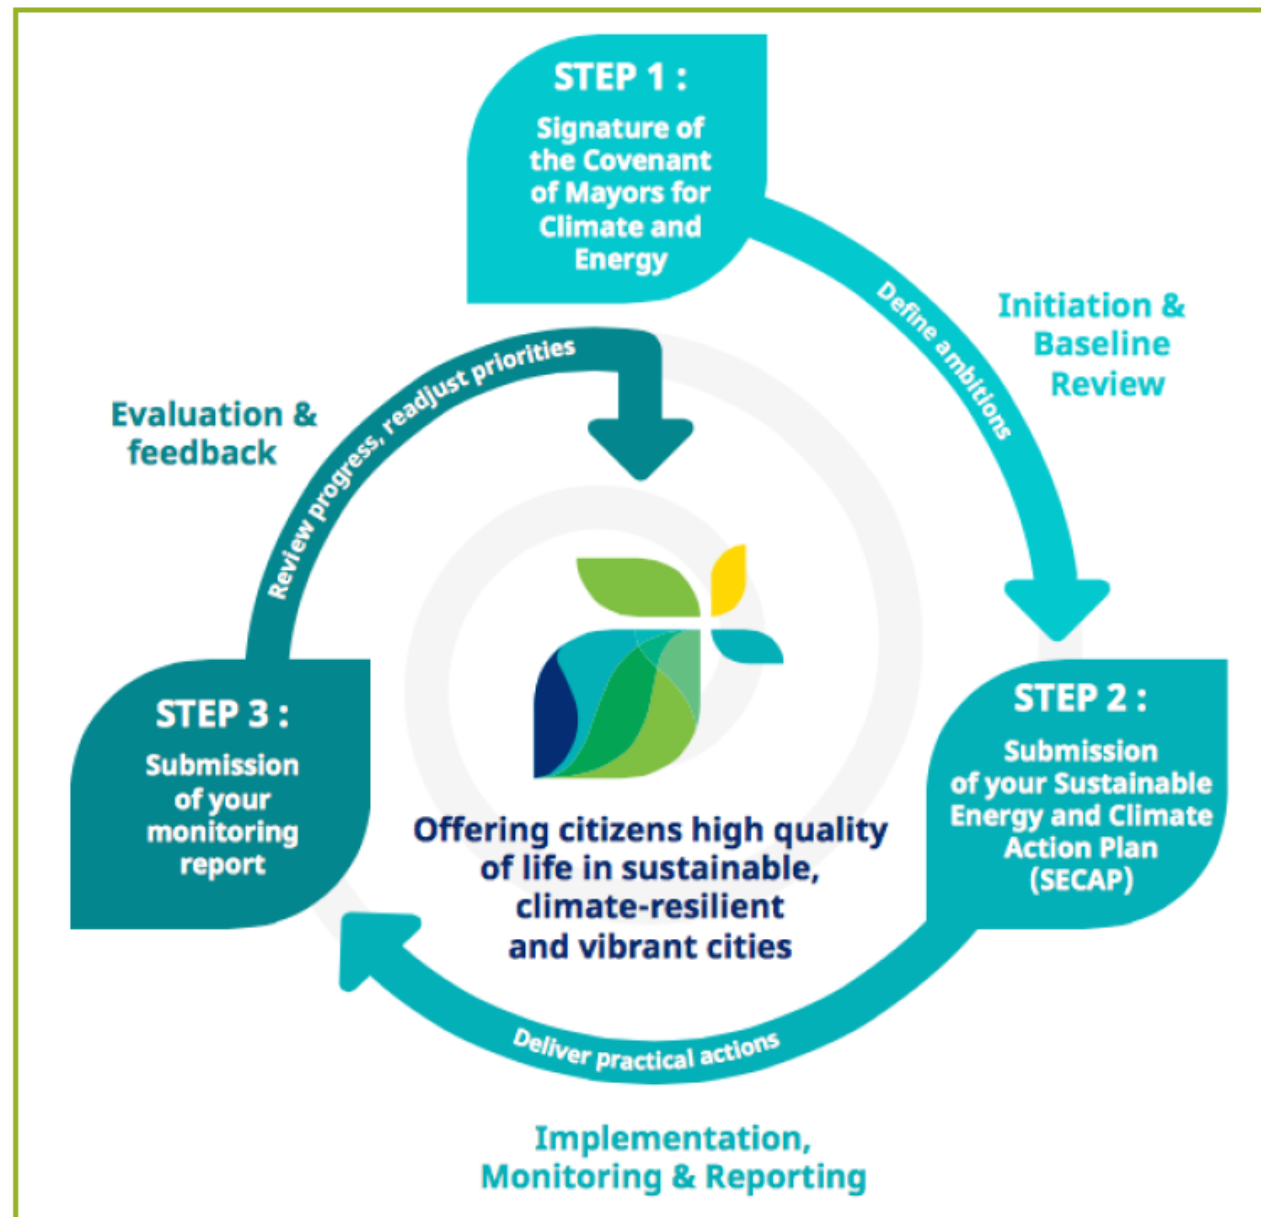 STEP 1 :
Signature of
the Covenant
of Mayors for
Climate and
Energy
Define ambitions
Initiation &
Baseline
Review
STEP 2 :
Submission
of your Sustainable
Energy and Climate
Action Plan
(SECAP)
Deliver practical actions
Implementation,
Monitoring & Reporting
STEP 3 :
Submission
of your
monitoring
report
Review progress, readjust priorities
Evaluation &
feedback
Offering citizens high quality
of life in sustainable,
climate-resilient
and vibrant cities